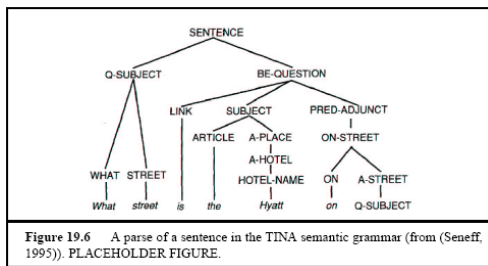 SENTENCE
Q-SUBJECT BE-QUESTION
LINK SUBJECT PRED-ADJUNCT
ARTICLE A-PLACE ON-STREET
A-HOTEL
WHAT STREET HOTEL-NAME ON A-STREET
What street is the Hyatt on Q-SUBJECT
Figure 19.6 A parse of a sentence in the TINA semantic grammar (from (Seneff,
1995)). PLACEHOLDER FIGURE.